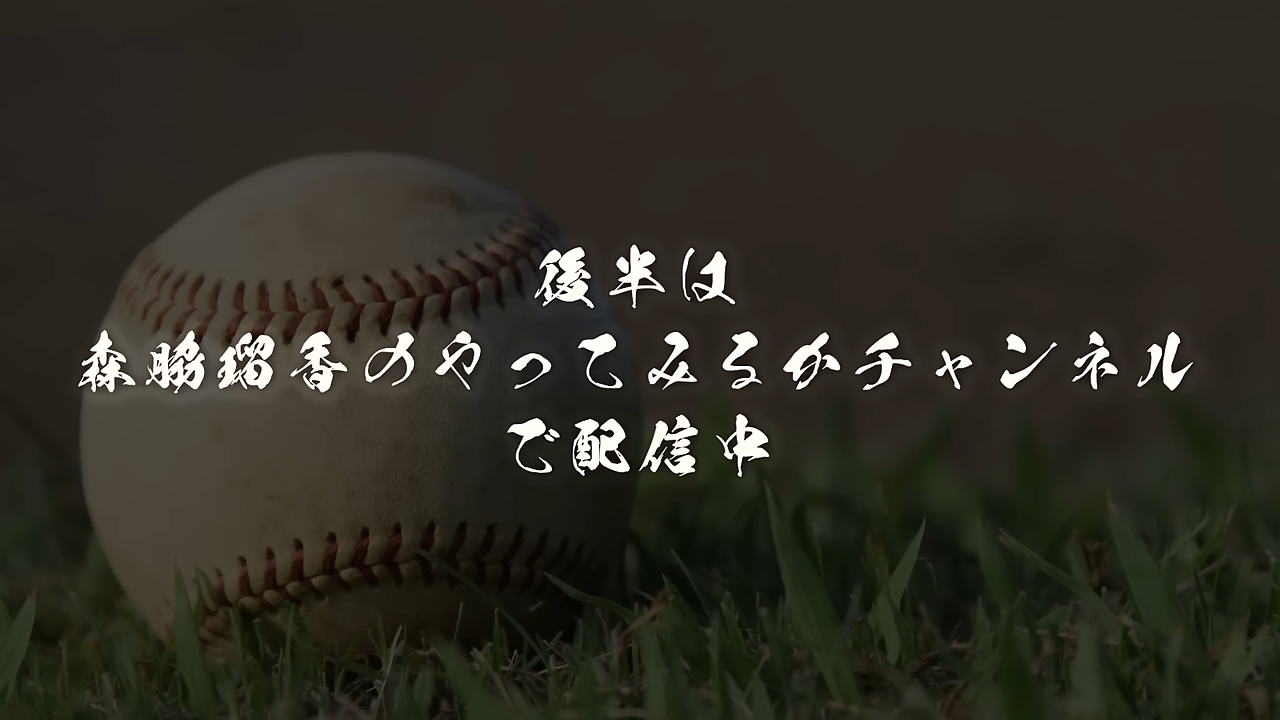 後半は
森脇瑠香のやってみるかチャンネル
で配信中